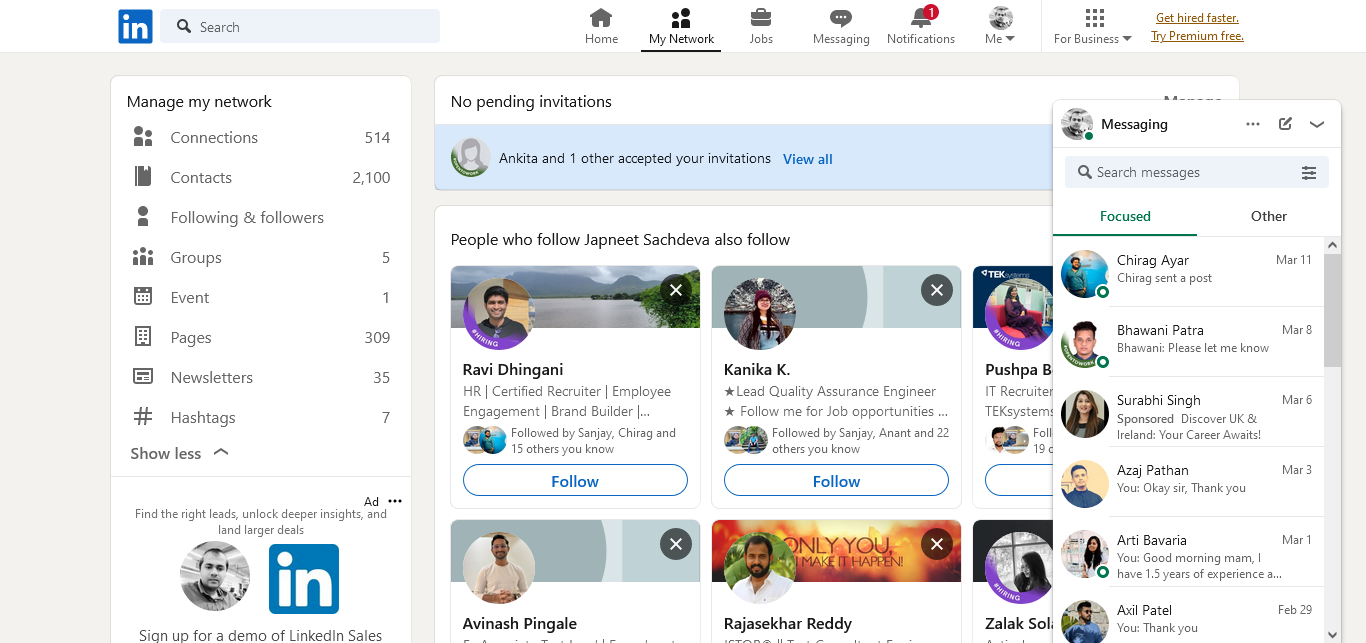 in
Search
Home
My Network
Jobs
Messaging
1
Notifications
Me
For Business
Get hired faster.
Try Premium free.
Manage my network
Connections 514
Contacts 2,100
Following & followers
Groups 5
Event 1
Pages 309
Newsletters 35
Hashtags 7
Show less
Ad
Find the right leads, unlock deeper insights, and
land larger deals
in
Sign up for a demo of LinkedIn Sales
No pending invitations
Manage
Ankita and 1 other accepted your invitations View all
People who follow Japneet Sachdeva also follow
#HIRING
Ravi Dhingani
HR | Certified Recruiter | Employee
Engagement | Brand Builder |...
Followed by Sanjay, Chirag and
15 others you know
Follow
Kanika K.
★Lead Quality Assurance Engineer
★ Follow me for Job opportunities ...
Followed by Sanjay, Anant and 22
others you know
Follow
TEKsystems
#HIRING
Pushpa B
IT Recruiter
TEKsystems
19 o
Avinash Pingale
ONLY YOU,
MAKE IT HAPPEN!
Rajasekhar Reddy
#HIRING
Zalak Sola
Messaging
Search messages
Focused
Other
Chirag Ayar Mar 11
Chirag sent a post
#OPENTOWORK
Bhawani Patra Mar 8
Bhawani: Please let me know
Surabhi Singh Mar 6
Sponsored Discover UK &
Ireland: Your Career Awaits!
Azaj Pathan Mar 3
You: Okay sir, Thank you
Arti Bavaria Mar 1
You: Good morning mam, I
have 1.5 years of experience a...
Axil Patel Feb 29
You: Thank you